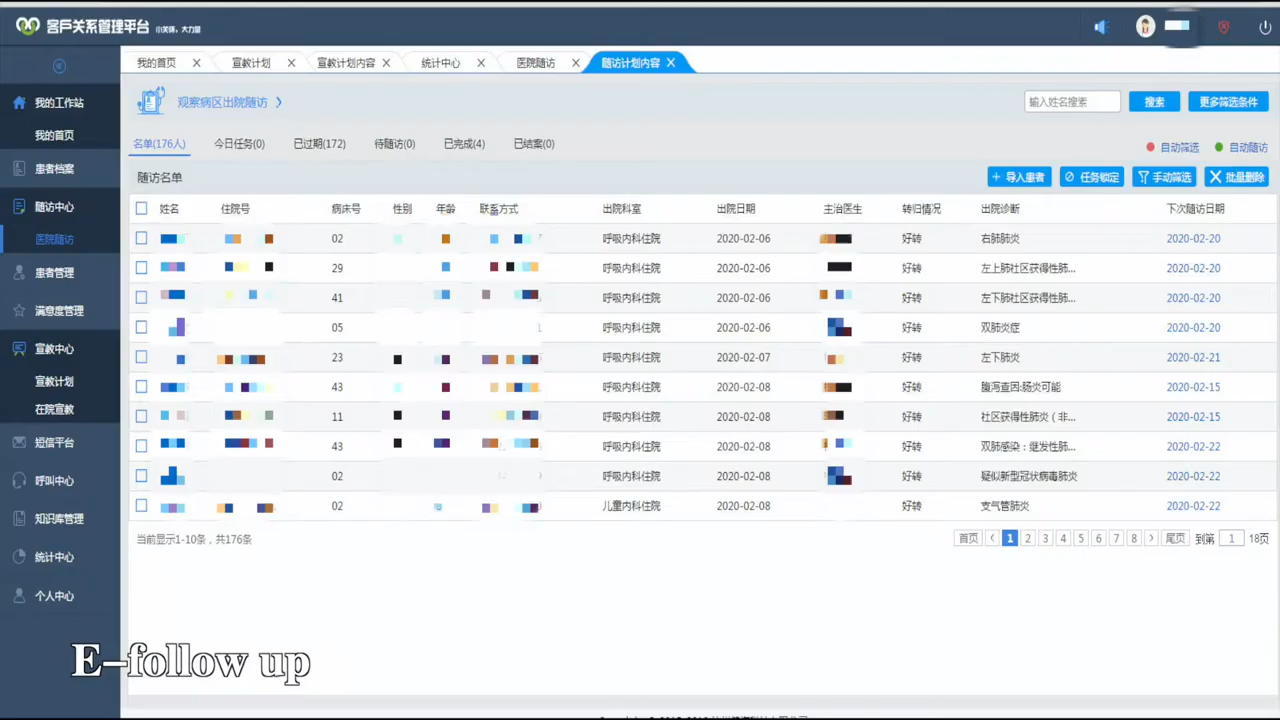 客戶关系管理平台 小关怀，大力量
我的首页 ✕ 宣教计划 ✕ 宣教计划内容 ✕ 统计中心 ✕ 医院随访 ✕ 随访计划内容 ✕
我的工作站
我的首页
患者档案
随访中心
医院随访
患者管理
满意度管理
宣教中心
宣教计划
在院宣教
短信平台
呼叫中心
知识库管理
统计中心
个人中心
观察病区出院随访 》 输入姓名搜索 搜索 更多筛选条件
名单(176人) 今日任务(0) 已过期(172) 待随访(0) 已完成(4) 已结案(0) 自动筛选 自动随访
随访名单 + 导入患者 任务锁定 手动筛选 批量删除
姓名 住院号 病床号 性别 年龄 联系方式 出院科室 出院日期 主治医生 转归情况 出院诊断 下次随访日期
02 呼吸内科住院 2020-02-06 好转 右肺肺炎 2020-02-20
29 呼吸内科住院 2020-02-06 好转 左上肺社区获得性肺... 2020-02-20
41 呼吸内科住院 2020-02-06 好转 左下肺社区获得性肺... 2020-02-20
05 呼吸内科住院 2020-02-06 好转 双肺炎症 2020-02-20
23 呼吸内科住院 2020-02-07 好转 左下肺炎 2020-02-21
43 呼吸内科住院 2020-02-08 好转 腹泻查因:肠炎可能 2020-02-15
11 呼吸内科住院 2020-02-08 好转 社区获得性肺炎（非... 2020-02-15
43 呼吸内科住院 2020-02-08 好转 双肺感染：继发性肺... 2020-02-22
02 呼吸内科住院 2020-02-08 好转 疑似新型冠状病毒肺炎 2020-02-22
02 儿童内科住院 2020-02-08 好转 支气管肺炎 2020-02-22
当前显示1-10条，共176条 首页 < 1 2 3 4 5 6 7 8 > 尾页 到第 1 18页
E-follow up